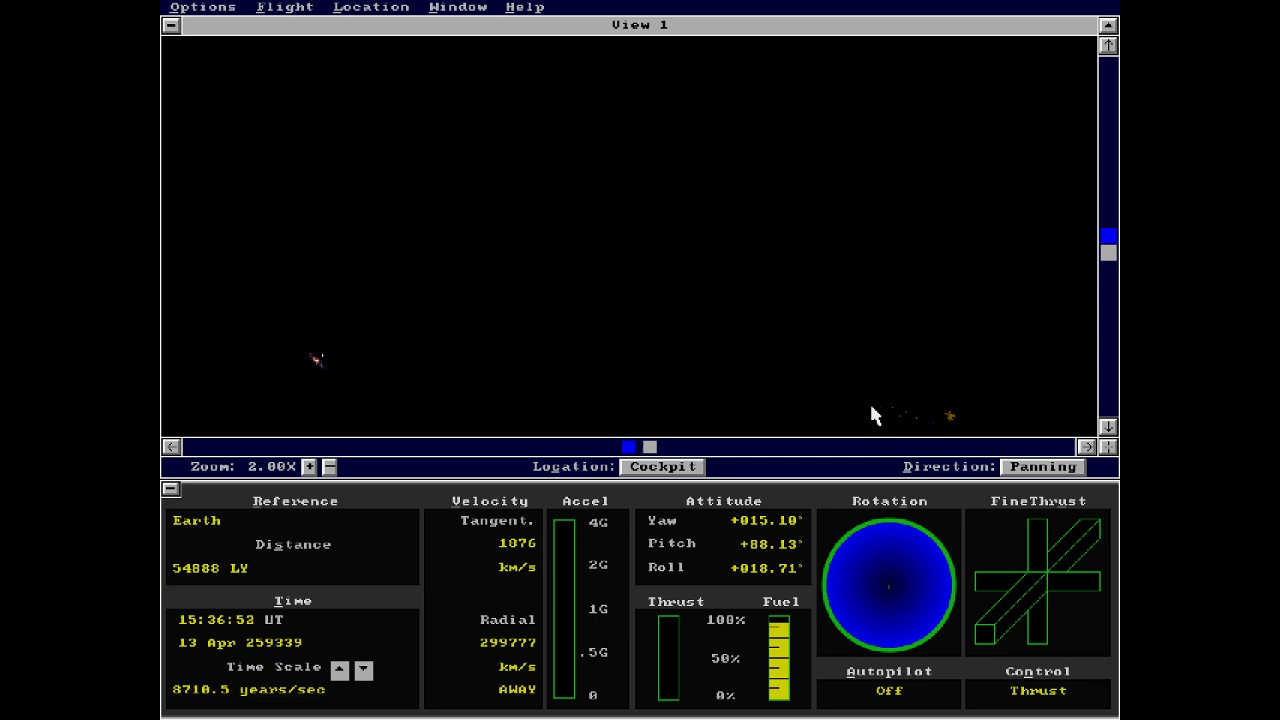 Options Flight Location Window Help
View 1
Zoom: 2.00X + − Location: Cockpit Direction: Panning
Reference
Earth
Distance
54888 LY
Time
15:36:52 UT
13 Apr 259339
Time Scale
8710.5 years/sec
Velocity
Tangent.
1076
km/s
Radial
299777
km/s
AWAY
Accel
4G
2G
1G
.5G
0
Attitude
Yaw +015.10°
Pitch +88.13°
Roll +018.71°
Thrust Fuel
100%
50%
0%
Rotation
Autopilot
Off
FineThrust
Control
Thrust